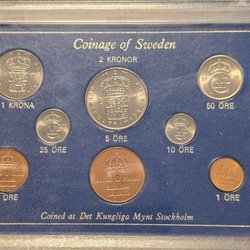 Coinage of Sweden
2 KRONOR
1 KRONA
50 ÖRE
5 ÖRE
25 ÖRE
10 ÖRE
ÖRE
1 ÖRE
Coined at Det Kungliga Mynt Stockholm